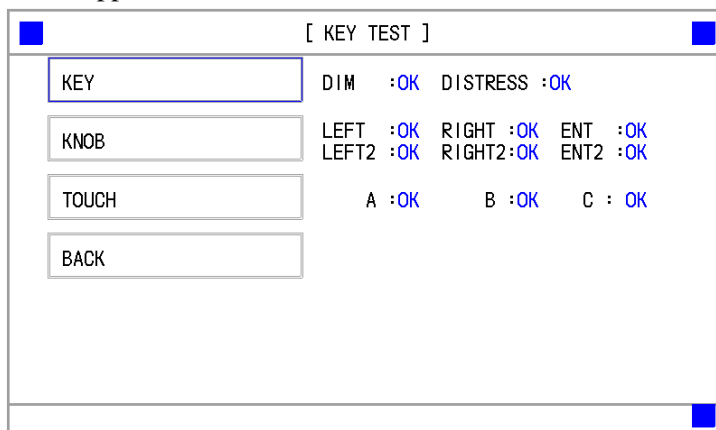 [ KEY TEST ]
KEY DIM :OK DISTRESS :OK
KNOB LEFT :OK RIGHT :OK ENT :OK
LEFT2 :OK RIGHT2:OK ENT2 :OK
TOUCH A :OK B :OK C : OK
BACK